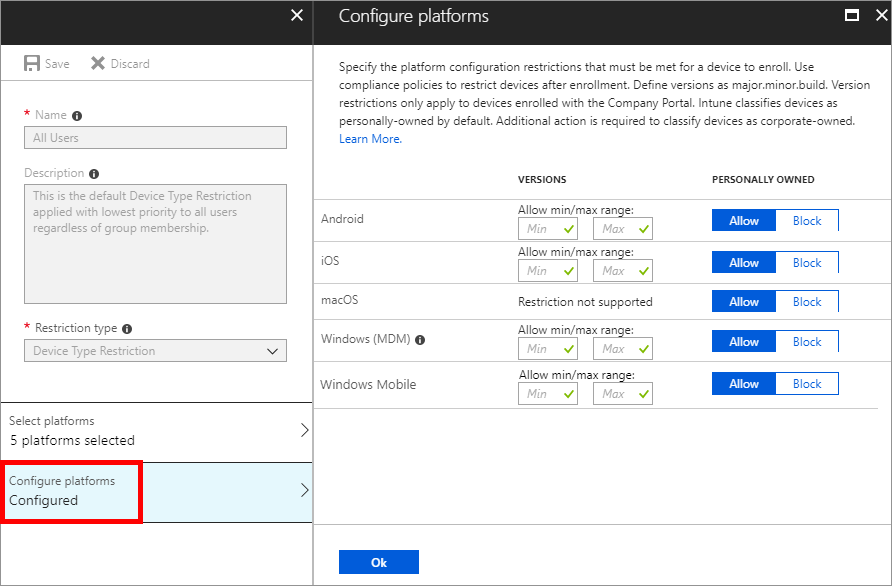 Configure platforms
Save
Discard
* Name
All Users
Description
This is the default Device Type Restriction
applied with lowest priority to all users
regardless of group membership.
* Restriction type
Device Type Restriction
Select platforms
5 platforms selected
Configure platforms
Configured
Specify the platform configuration restrictions that must be met for a device to enroll. Use
compliance policies to restrict devices after enrollment. Define versions as major.minor.build. Version
restrictions only apply to devices enrolled with the Company Portal. Intune classifies devices as
personally-owned by default. Additional action is required to classify devices as corporate-owned.
Learn More.
VERSIONS PERSONALLY OWNED
Android
Allow min/max range:
Min Max
Allow Block
iOS
Allow min/max range:
Min Max
Allow Block
macOS
Restriction not supported
Allow Block
Windows (MDM)
Allow min/max range:
Min Max
Allow Block
Windows Mobile
Allow min/max range:
Min Max
Allow Block
Ok